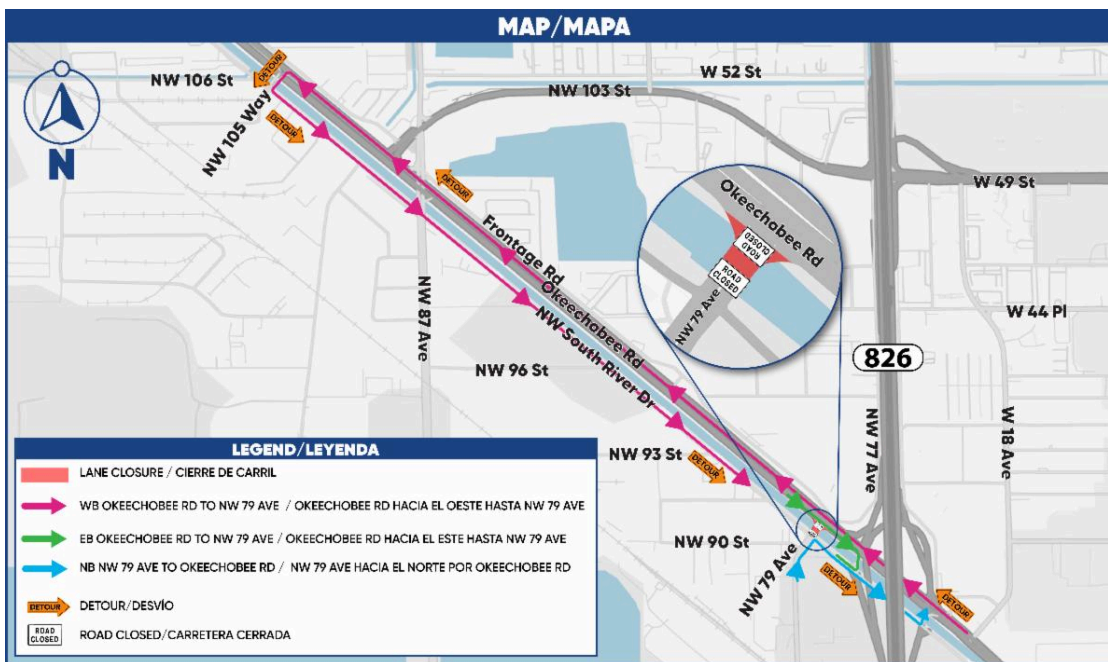 MAP/MAPA
DETOUR
NW 106 St
W 52 St
NW 103 St
N
NW 105 Way
DETOUR
DETOUR
W 49 St
Okeechobee Rd
ROAD CLOSED
ROAD CLOSED
NW 79 Ave
Frontage Rd
Okeechobee Rd
NW South River Dr
NW 87 Ave
W 44 Pl
826
NW 96 St
NW 77 Ave
W 18 Ave
NW 93 St
DETOUR
NW 90 St
NW 79 Ave
DETOUR
DETOUR
LEGEND/LEYENDA
LANE CLOSURE / CIERRE DE CARRIL
WB OKEECHOBEE RD TO NW 79 AVE / OKEECHOBEE RD HACIA EL OESTE HASTA NW 79 AVE
EB OKEECHOBEE RD TO NW 79 AVE / OKEECHOBEE RD HACIA EL ESTE HASTA NW 79 AVE
NB NW 79 AVE TO OKEECHOBEE RD / NW 79 AVE HACIA EL NORTE POR OKEECHOBEE RD
DETOUR DETOUR/DESVÍO
ROAD CLOSED ROAD CLOSED/CARRETERA CERRADA